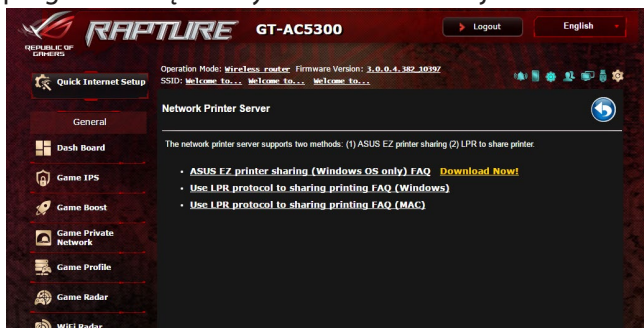 RAPTURE
GT-AC5300
Logout
English
REPUBLIC OF
GAMERS
Quick Internet Setup
Operation Mode: Wireless router Firmware Version: 3.0.0.4.382_10397
SSID: Welcome to... Welcome to... Welcome to...
General
Network Printer Server
The network printer server supports two methods: (1) ASUS EZ printer sharing (2) LPR to share printer.
Dash Board
ASUS EZ printer sharing (Windows OS only) FAQ Download Now!
Game IPS
Use LPR protocol to sharing printing FAQ (Windows)
Use LPR protocol to sharing printing FAQ (MAC)
Game Boost
Game Private
Network
Game Profile
Game Radar
WiFi Radar